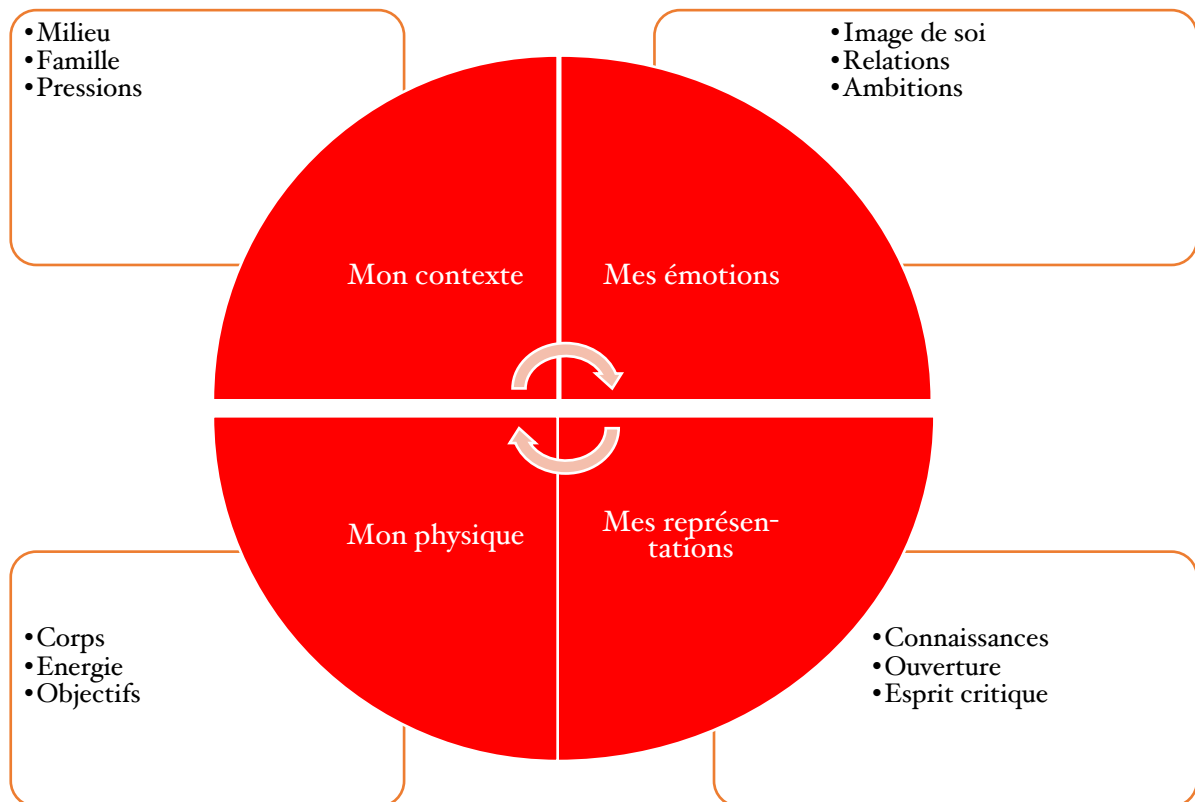 •Milieu
•Famille
•Pressions
•Image de soi
•Relations
•Ambitions
Mon contexte
Mes émotions
Mon physique
Mes représen-
tations
•Corps
•Energie
•Objectifs
•Connaissances
•Ouverture
•Esprit critique